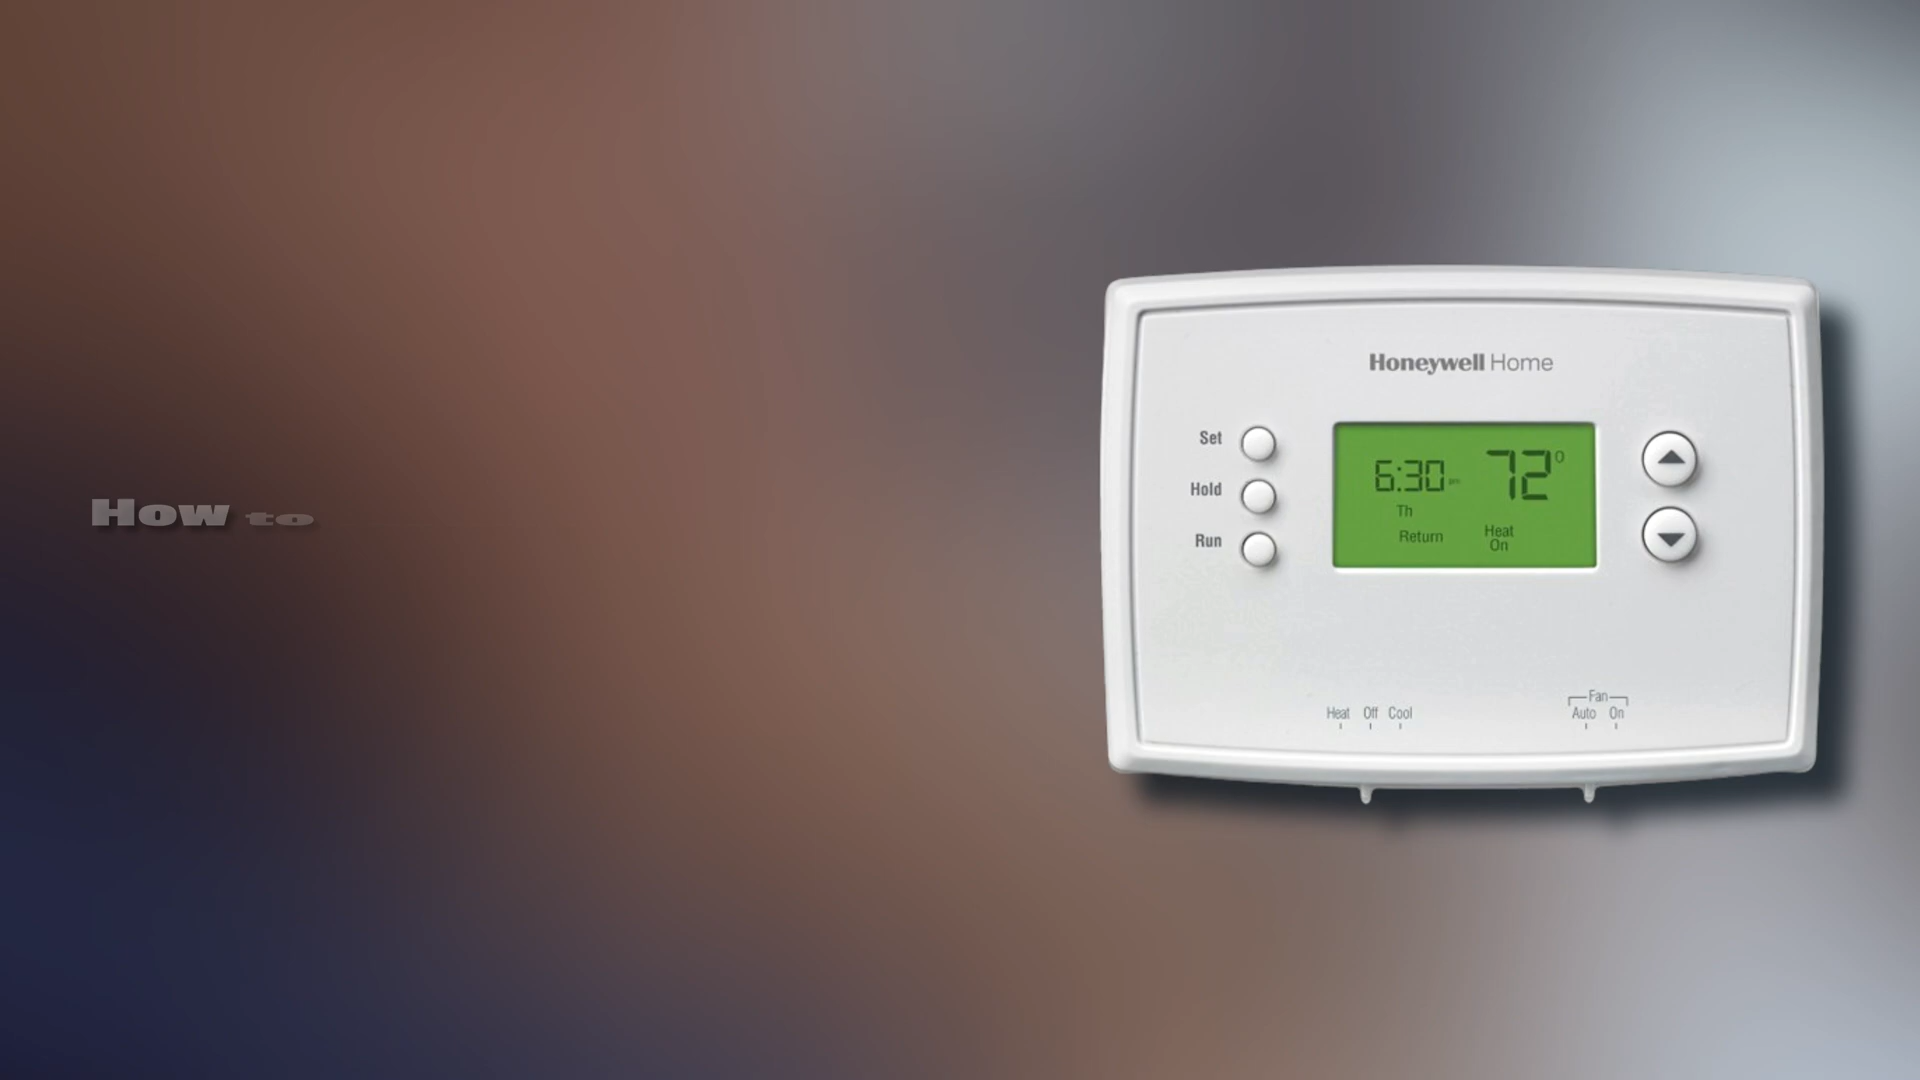 How to
Honeywell Home
Set
Hold
Run
6:30 pm 72°
Th
Return
Heat
On
Heat Off Cool
Fan
Auto On